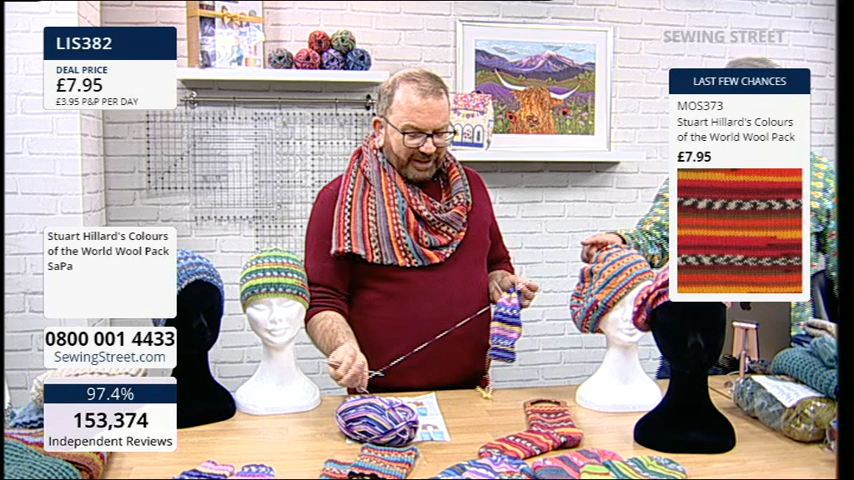 LIS382
DEAL PRICE
£7.95
£3.95 P&P PER DAY
Stuart Hillard's Colours
of the World Wool Pack
SaPa
0800 001 4433
SewingStreet.com
97.4%
153,374
Independent Reviews
SEWING STREET
LAST FEW CHANCES
MOS373
Stuart Hillard's Colours
of the World Wool Pack
£7.95